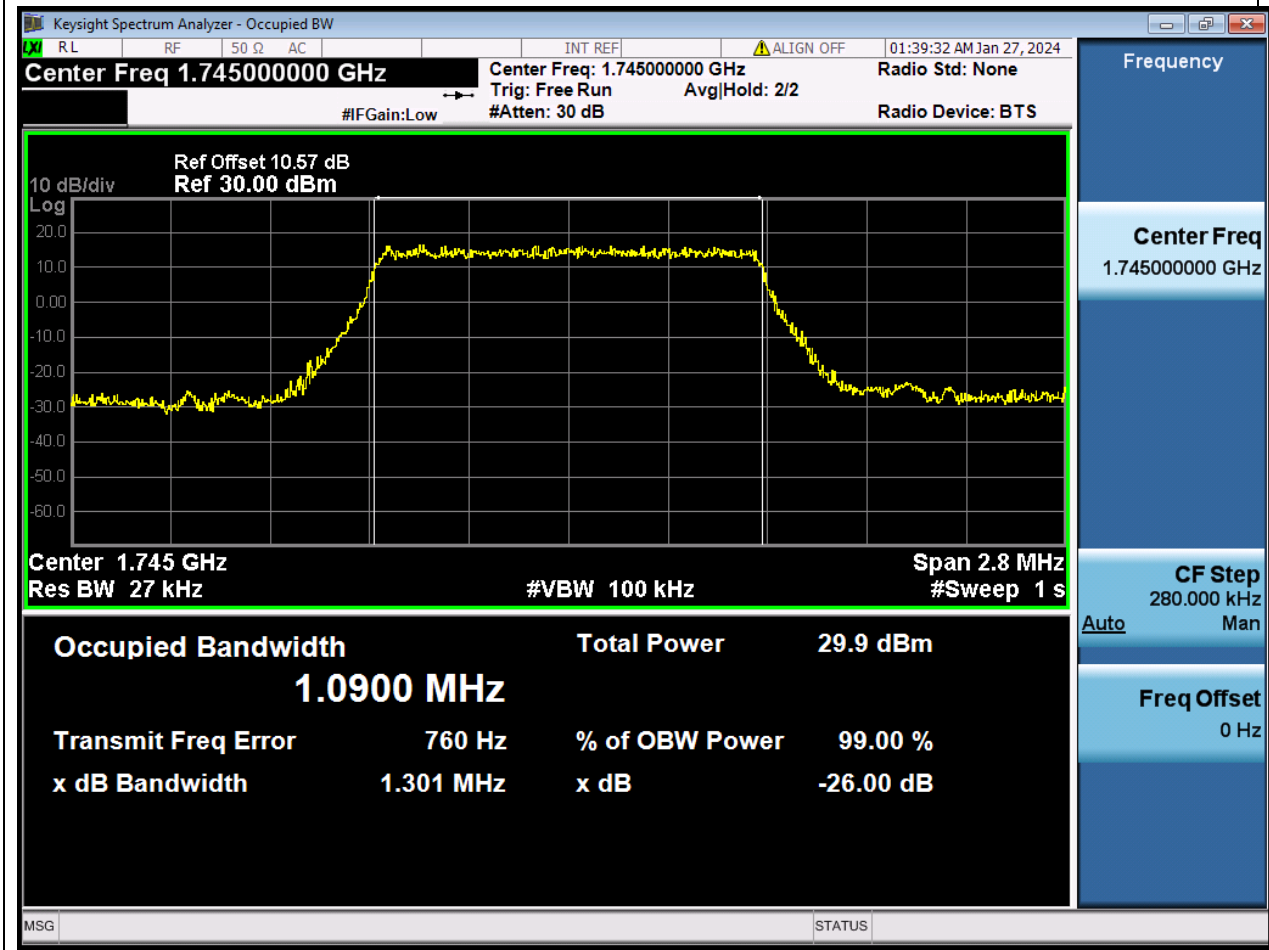 Keysight Spectrum Analyzer - Occupied BW
LXI RL RF 50 Ω AC INT REF ALIGN OFF 01:39:32 AM Jan 27, 2024
Center Freq 1.745000000 GHz
Center Freq: 1.745000000 GHz Radio Std: None
Trig: Free Run Avg|Hold: 2/2
#IFGain:Low #Atten: 30 dB Radio Device: BTS
Ref Offset 10.57 dB
10 dB/div Ref 30.00 dBm
Log
20.0
10.0
0.00
-10.0
-20.0
-30.0
-40.0
-50.0
-60.0
Center 1.745 GHz Span 2.8 MHz
Res BW 27 kHz #VBW 100 kHz #Sweep 1 s
Occupied Bandwidth Total Power 29.9 dBm
1.0900 MHz
Transmit Freq Error 760 Hz % of OBW Power 99.00 %
x dB Bandwidth 1.301 MHz x dB -26.00 dB
Frequency
Center Freq
1.745000000 GHz
CF Step
280.000 kHz
Auto Man
Freq Offset
0 Hz
MSG STATUS